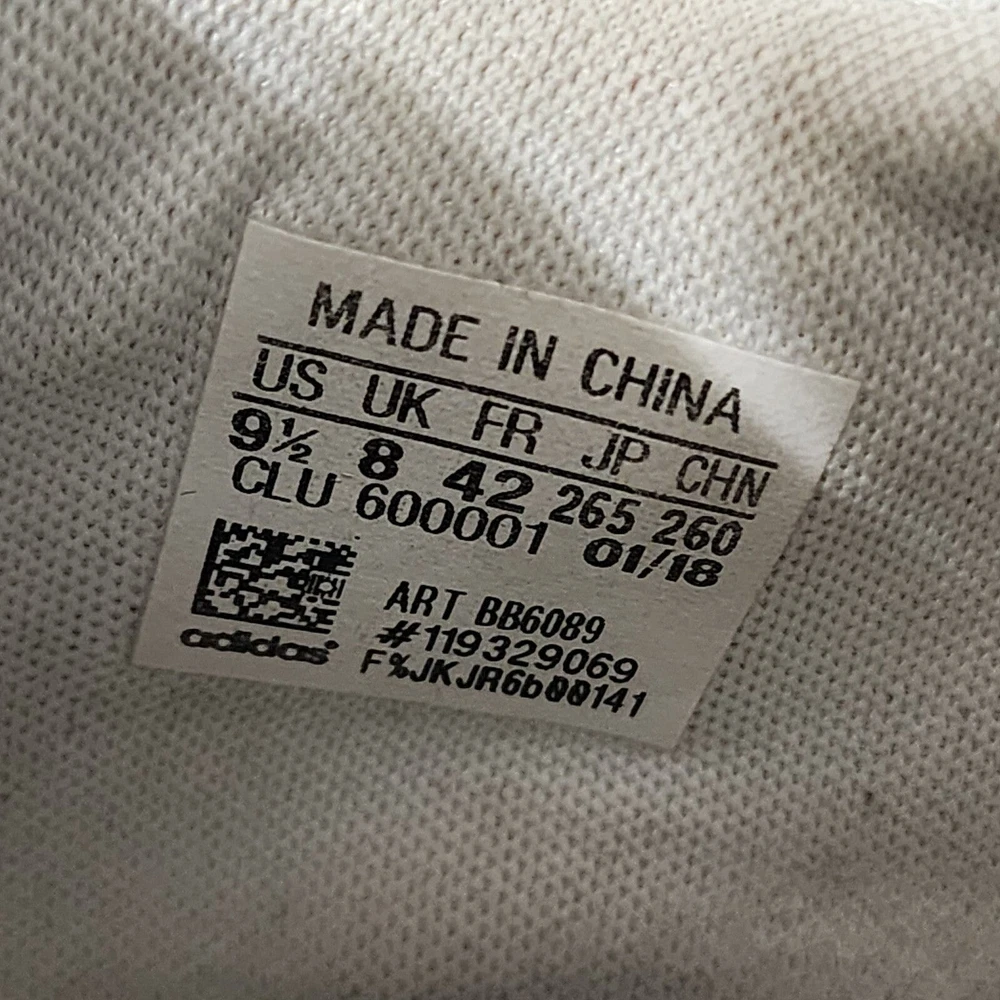 MADE IN CHINA
US UK FR JP CHN
9½ 8 42 265 260
CLU 600001 01/18
ART BB6089
#119329069
adidas
F%JKJR6b00141